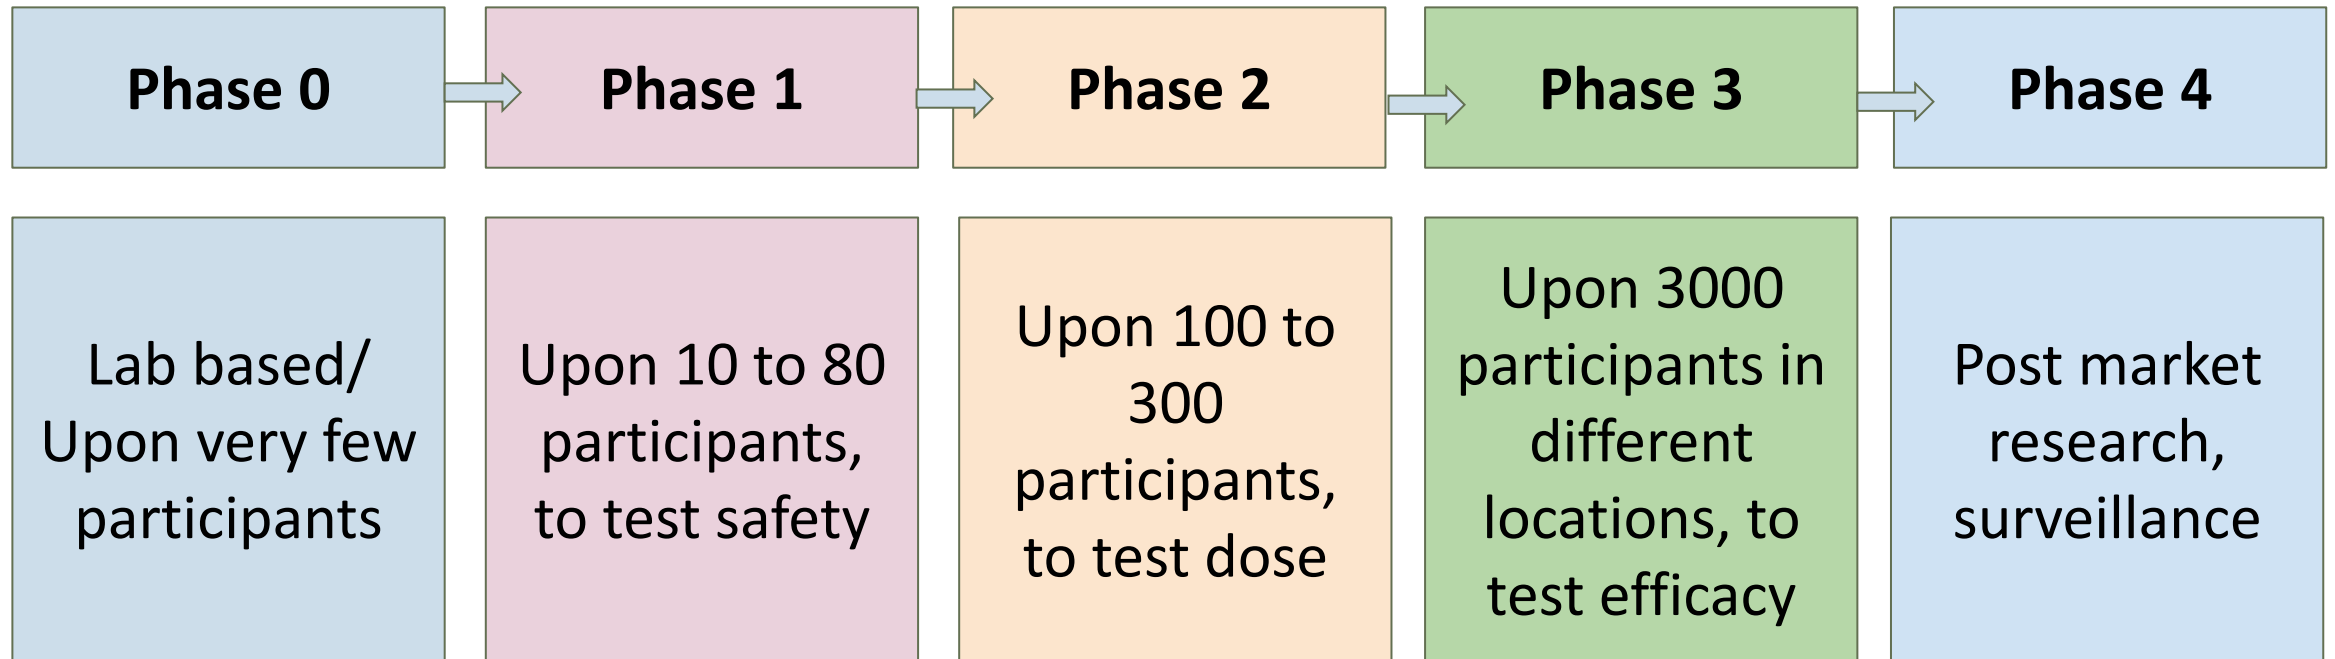 Phase 0
Phase 1
Phase 2
Phase 3
Phase 4
Lab based/
Upon very few
participants
Upon 10 to 80
participants,
to test safety
Upon 100 to
300
participants,
to test dose
Upon 3000
participants in
different
locations, to
test efficacy
Post market
research,
surveillance